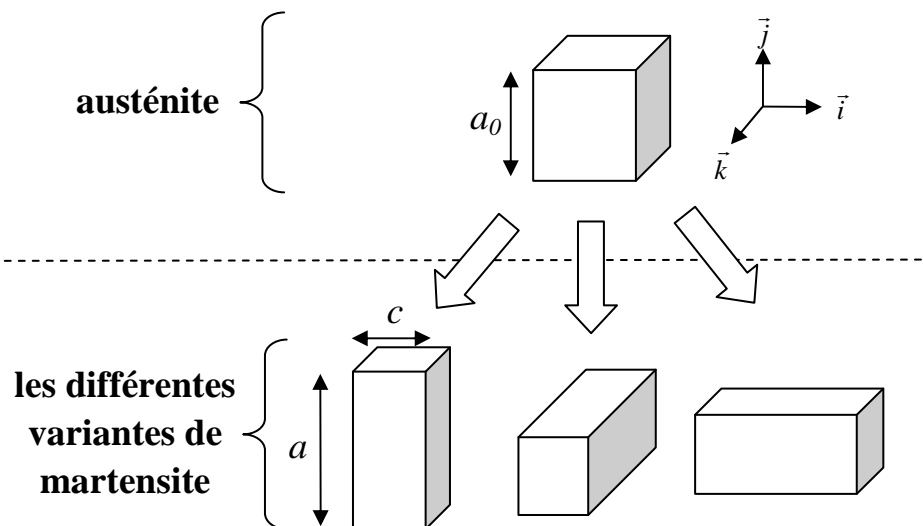 austénite
a₀
j⃗
i⃗
k⃗
c
a
les différentes
variantes de
martensite